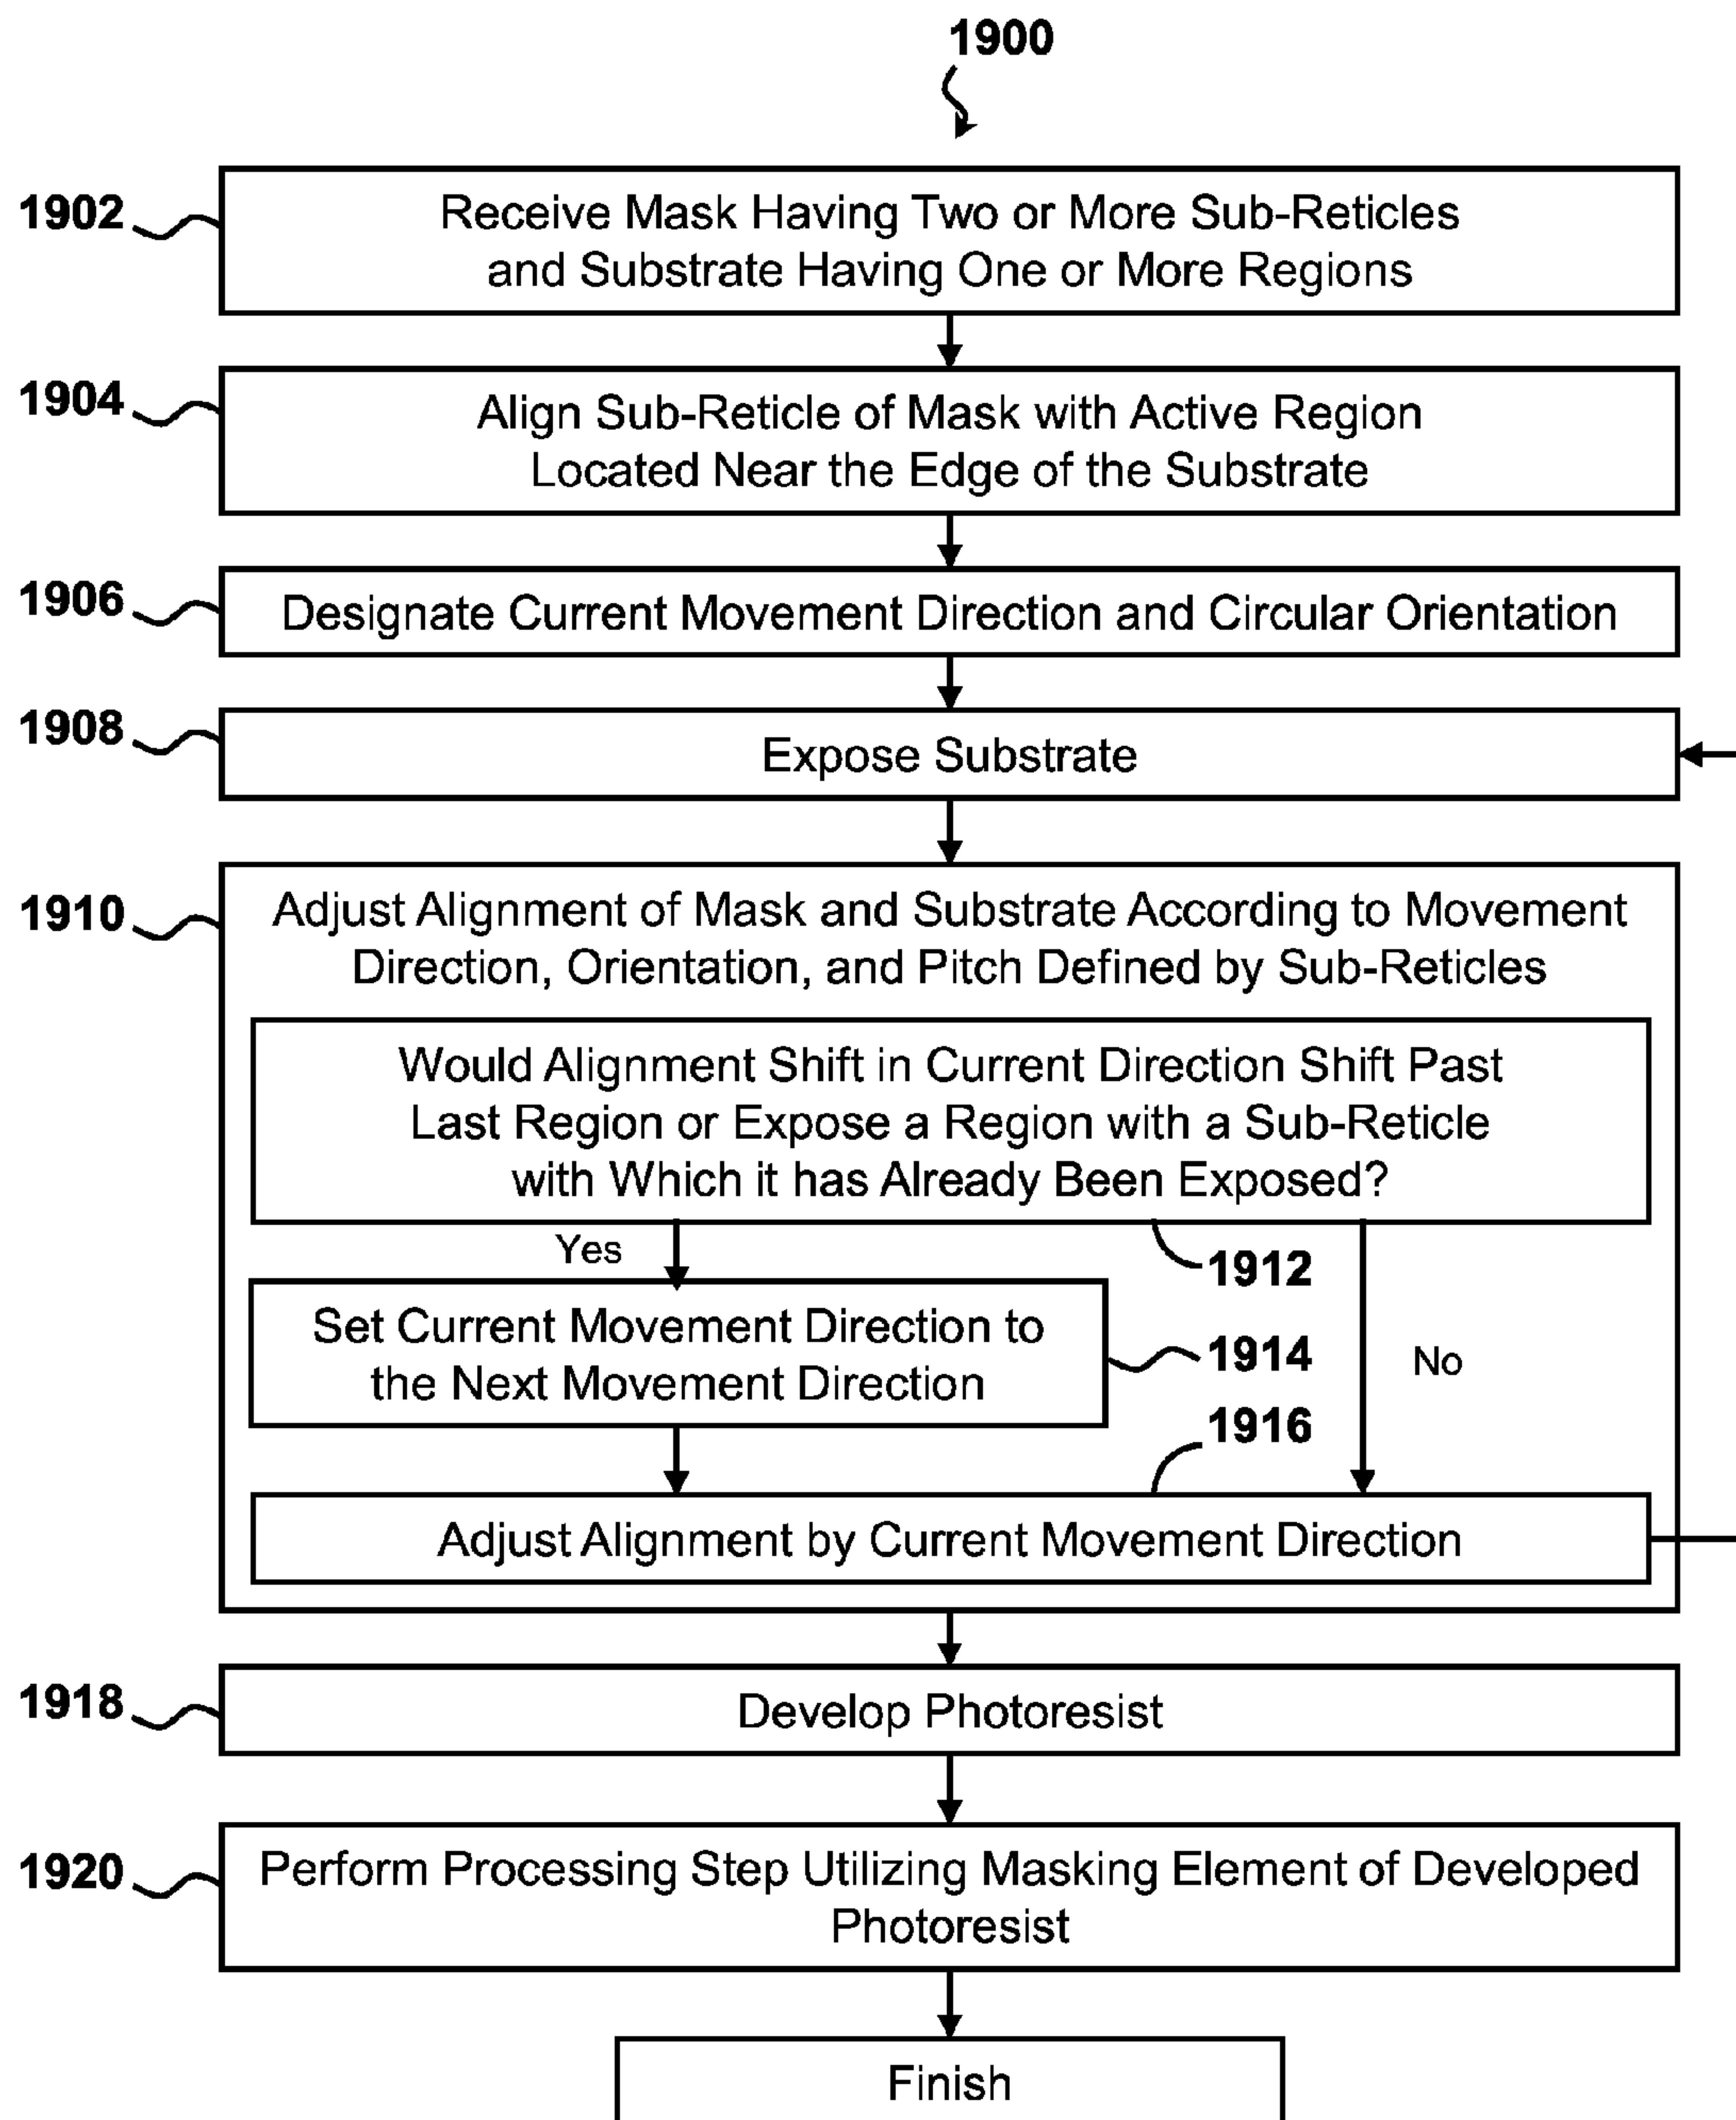 1900
1902
Receive Mask Having Two or More Sub-Reticles
and Substrate Having One or More Regions
1904
Align Sub-Reticle of Mask with Active Region
Located Near the Edge of the Substrate
1906
Designate Current Movement Direction and Circular Orientation
1908
Expose Substrate
1910
Adjust Alignment of Mask and Substrate According to Movement
Direction, Orientation, and Pitch Defined by Sub-Reticles
Would Alignment Shift in Current Direction Shift Past
Last Region or Expose a Region with a Sub-Reticle
with Which it has Already Been Exposed?
Yes
1912
Set Current Movement Direction to
the Next Movement Direction
1914
No
1916
Adjust Alignment by Current Movement Direction
1918
Develop Photoresist
1920
Perform Processing Step Utilizing Masking Element of Developed
Photoresist
Finish